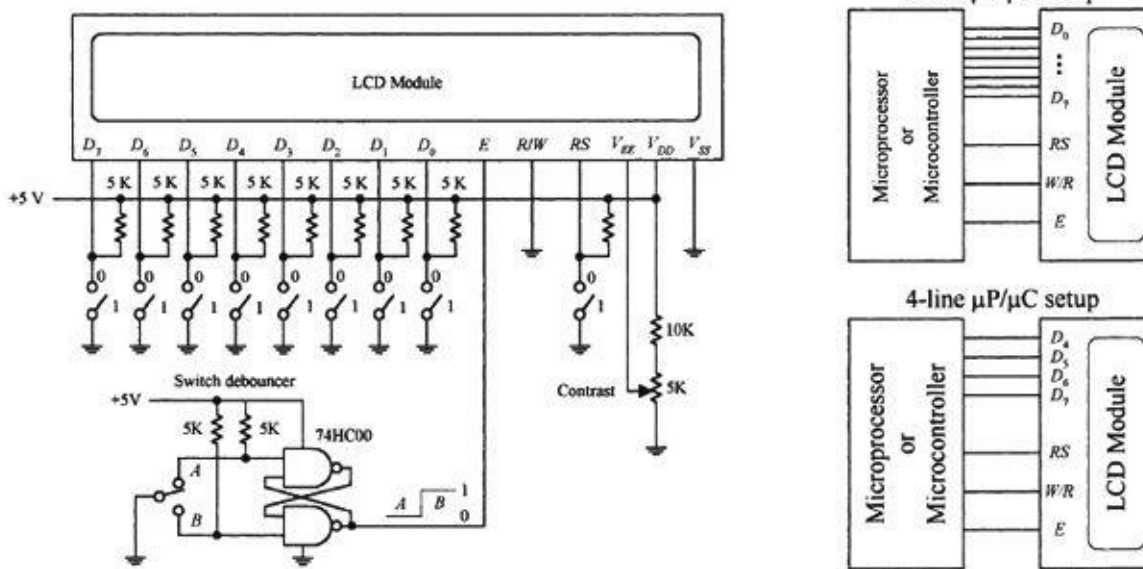 LCD Module
D7 D6 D5 D4 D3 D2 D1 D0 E R/W RS VEE VDD VSS
5 K 5 K 5 K 5 K 5 K 5 K 5 K 5 K
+5 V
0 0 0 0 0 0 0 0 0
1 1 1 1 1 1 1 1 1
10K
Contrast 5K
Switch debouncer
+5V
5K 5K 74HC00
A
B
A B 1
0
Microprocessor
or
Microcontroller
D0
⋮
D7
RS
W/R
E
LCD Module
4-line µP/µC setup
Microprocessor
or
Microcontroller
D4
D5
D6
D7
RS
W/R
E
LCD Module